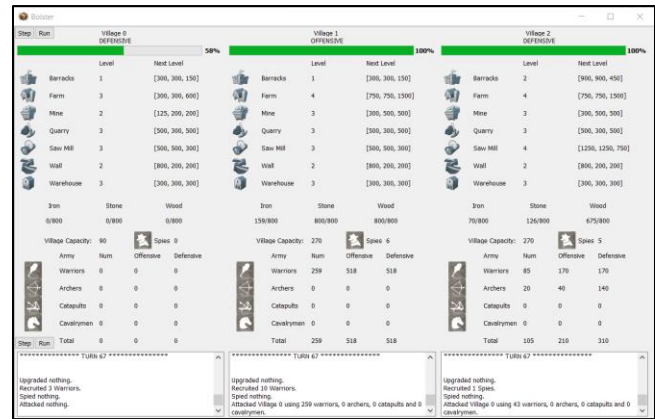 Bolster
Step Run Village 0
DEFENSIVE
58%
Level Next Level
Barracks 1 [300, 300, 150]
Farm 3 [300, 300, 600]
Mine 2 [125, 200, 200]
Quarry 3 [500, 300, 500]
Saw Mill 3 [500, 500, 300]
Wall 2 [800, 200, 200]
Warehouse 3 [300, 300, 300]
Iron Stone Wood
0/800 0/800 0/800
Village Capacity: 90 Spies 0
Army Num Offensive Defensive
Warriors 0 0 0
Archers 0 0 0
Catapults 0 0 0
Cavalrymen 0 0 0
Step Run Total 0 0 0
*************** TURN 67 ***************
Upgraded nothing.
Recruited 3 Warriors.
Spied nothing.
Attacked nothing.
Village 1
OFFENSIVE
100%
Level Next Level
Barracks 1 [300, 300, 150]
Farm 4 [750, 750, 1500]
Mine 3 [300, 500, 500]
Quarry 3 [500, 300, 500]
Saw Mill 3 [500, 500, 300]
Wall 2 [800, 200, 200]
Warehouse 3 [300, 300, 300]
Iron Stone Wood
159/800 800/800 800/800
Village Capacity: 270 Spies 6
Army Num Offensive Defensive
Warriors 259 518 518
Archers 0 0 0
Catapults 0 0 0
Cavalrymen 0 0 0
Total 259 518 518
*************** TURN 67 ***************
Upgraded nothing.
Recruited 10 Warriors.
Spied nothing.
Attacked Village 0 using 259 warriors, 0 archers, 0 catapults and 0
cavalrymen.
Village 2
DEFENSIVE
100%
Level Next Level
Barracks 2 [900, 900, 450]
Farm 4 [750, 750, 1500]
Mine 3 [300, 500, 500]
Quarry 3 [500, 300, 500]
Saw Mill 4 [1250, 1250, 750]
Wall 2 [800, 200, 200]
Warehouse 3 [300, 300, 300]
Iron Stone Wood
70/800 126/800 675/800
Village Capacity: 270 Spies 5
Army Num Offensive Defensive
Warriors 85 170 170
Archers 20 40 140
Catapults 0 0 0
Cavalrymen 0 0 0
Total 105 210 310
*************** TURN 67 ***************
Upgraded nothing.
Recruited 1 Spies.
Spied nothing.
Attacked Village 0 using 43 warriors, 0 archers, 0 catapults and 0
cavalrymen.